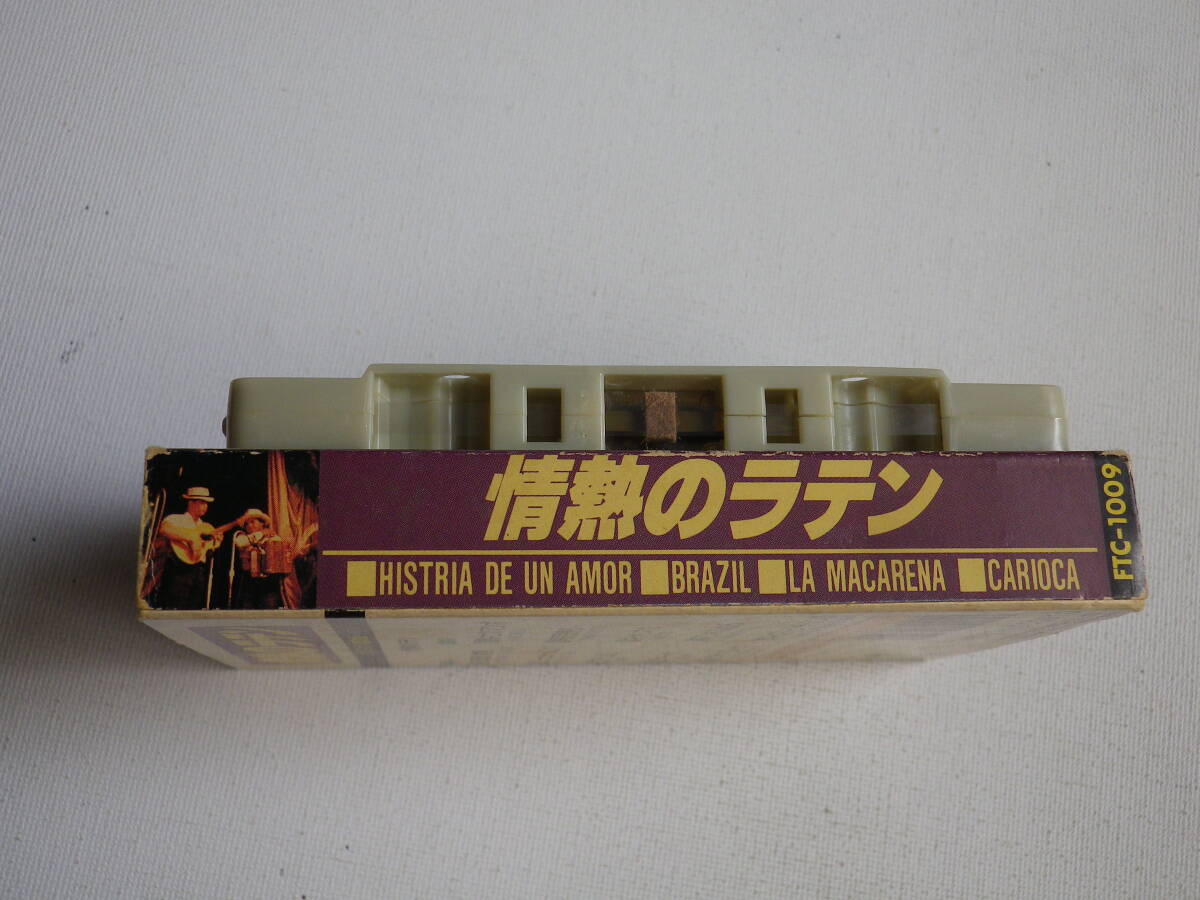 情熱のラテン
■HISTRIA DE UN AMOR ■BRAZIL ■LA MACARENA ■CARIOCA
FTC-1009